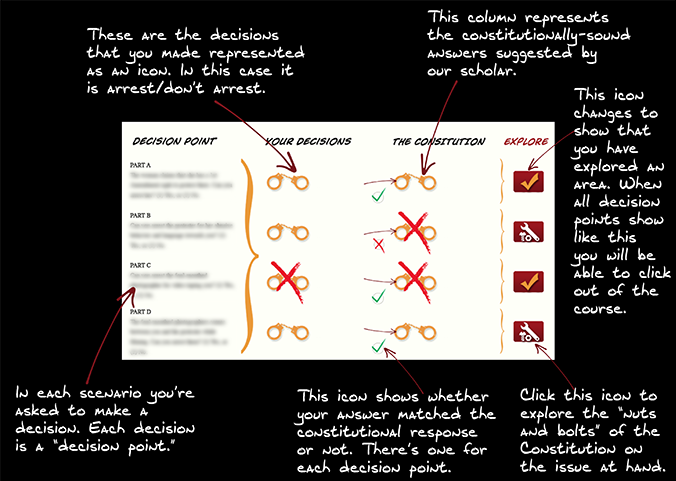 These are the decisions
that you made represented
as an icon. In this case it
is arrest/don't arrest.
This column represents
the constitutionally-sound
answers suggested by
our scholar.
This icon
changes to
show that
you have
explored an
area. When
all decision
points show
like this
you will be
able to click
out of the
course.
DECISION POINT
YOUR DECISIONS
THE CONSITUTION
EXPLORE
PART A
PART B
PART C
PART D
In each scenario you're
asked to make a
decision. Each decision
is a "decision point."
This icon shows whether
your answer matched the
constitutional response
or not. There's one for
each decision point.
Click this icon to
explore the "nuts
and bolts" of the
Constitution on
the issue at hand.